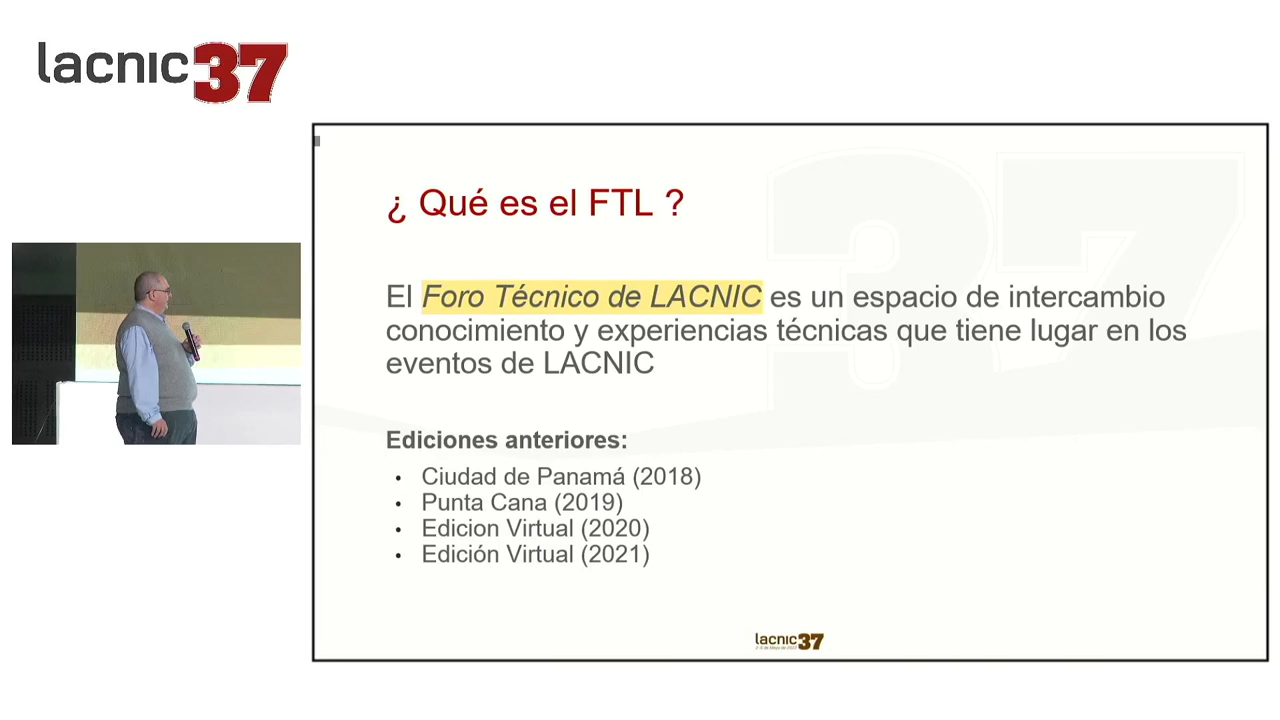 lacnic37
¿ Qué es el FTL ?
El Foro Técnico de LACNIC es un espacio de intercambio
conocimiento y experiencias técnicas que tiene lugar en los
eventos de LACNIC
Ediciones anteriores:
• Ciudad de Panamá (2018)
• Punta Cana (2019)
• Edicion Virtual (2020)
• Edición Virtual (2021)
lacnic37